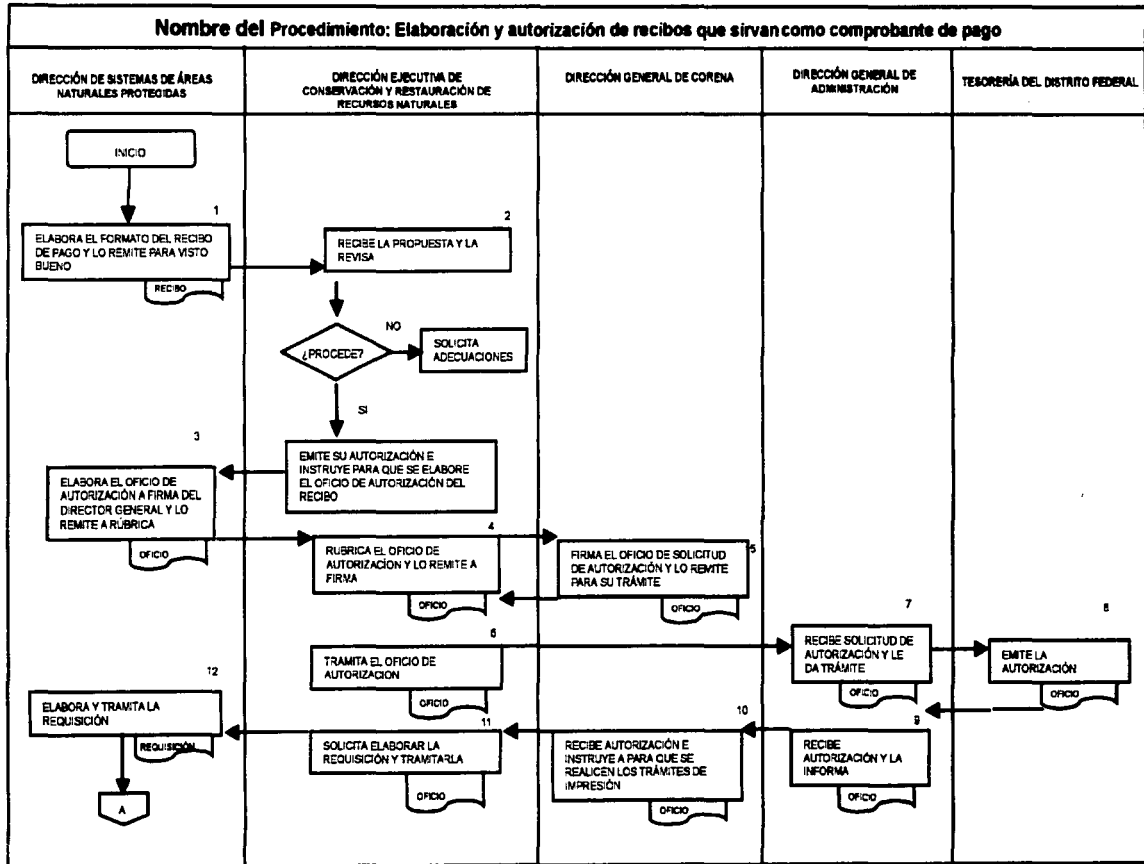 Nombre del Procedimiento: Elaboración y autorización de recibos que sirvan como comprobante de pago
DIRECCIÓN DE SISTEMAS DE ÁREAS
NATURALES PROTEGIDAS
DIRECCIÓN EJECUTIVA DE
CONSERVACIÓN Y RESTAURACIÓN DE
RECURSOS NATURALES
DIRECCIÓN GENERAL DE CORENA
DIRECCIÓN GENERAL DE
ADMINISTRACIÓN
TESORERÍA DEL DISTRITO FEDERAL
INICIO
1
ELABORA EL FORMATO DEL RECIBO
DE PAGO Y LO REMITE PARA VISTO
BUENO
RECIBO
2
RECIBE LA PROPUESTA Y LA
REVISA
¿PROCEDE?
NO
SOLICITA
ADECUACIONES
SI
EMITE SU AUTORIZACIÓN E
INSTRUYE PARA QUE SE ELABORE
EL OFICIO DE AUTORIZACIÓN DEL
RECIBO
3
ELABORA EL OFICIO DE
AUTORIZACIÓN A FIRMA DEL
DIRECTOR GENERAL Y LO
REMITE A RÚBRICA
OFICIO
4
RUBRICA EL OFICIO DE
AUTORIZACION Y LO REMITE A
FIRMA
OFICIO
5
FIRMA EL OFICIO DE SOLICITUD
DE AUTORIZACIÓN Y LO REMITE
PARA SU TRÁMITE
OFICIO
6
TRAMITA EL OFICIO DE
AUTORIZACION
OFICIO
7
RECIBE SOLICITUD DE
AUTORIZACIÓN Y LE
DA TRÁMITE
OFICIO
8
EMITE LA
AUTORIZACIÓN
OFICIO
9
RECIBE
AUTORIZACIÓN Y LA
INFORMA
OFICIO
10
RECIBE AUTORIZACIÓN E
INSTRUYE A PARA QUE SE
REALICEN LOS TRÁMITES DE
IMPRESIÓN
OFICIO
11
SOLICITA ELABORAR LA
REQUISICIÓN Y TRAMITARLA
OFICIO
12
ELABORA Y TRAMITA LA
REQUISICIÓN
REQUISICIÓN
A